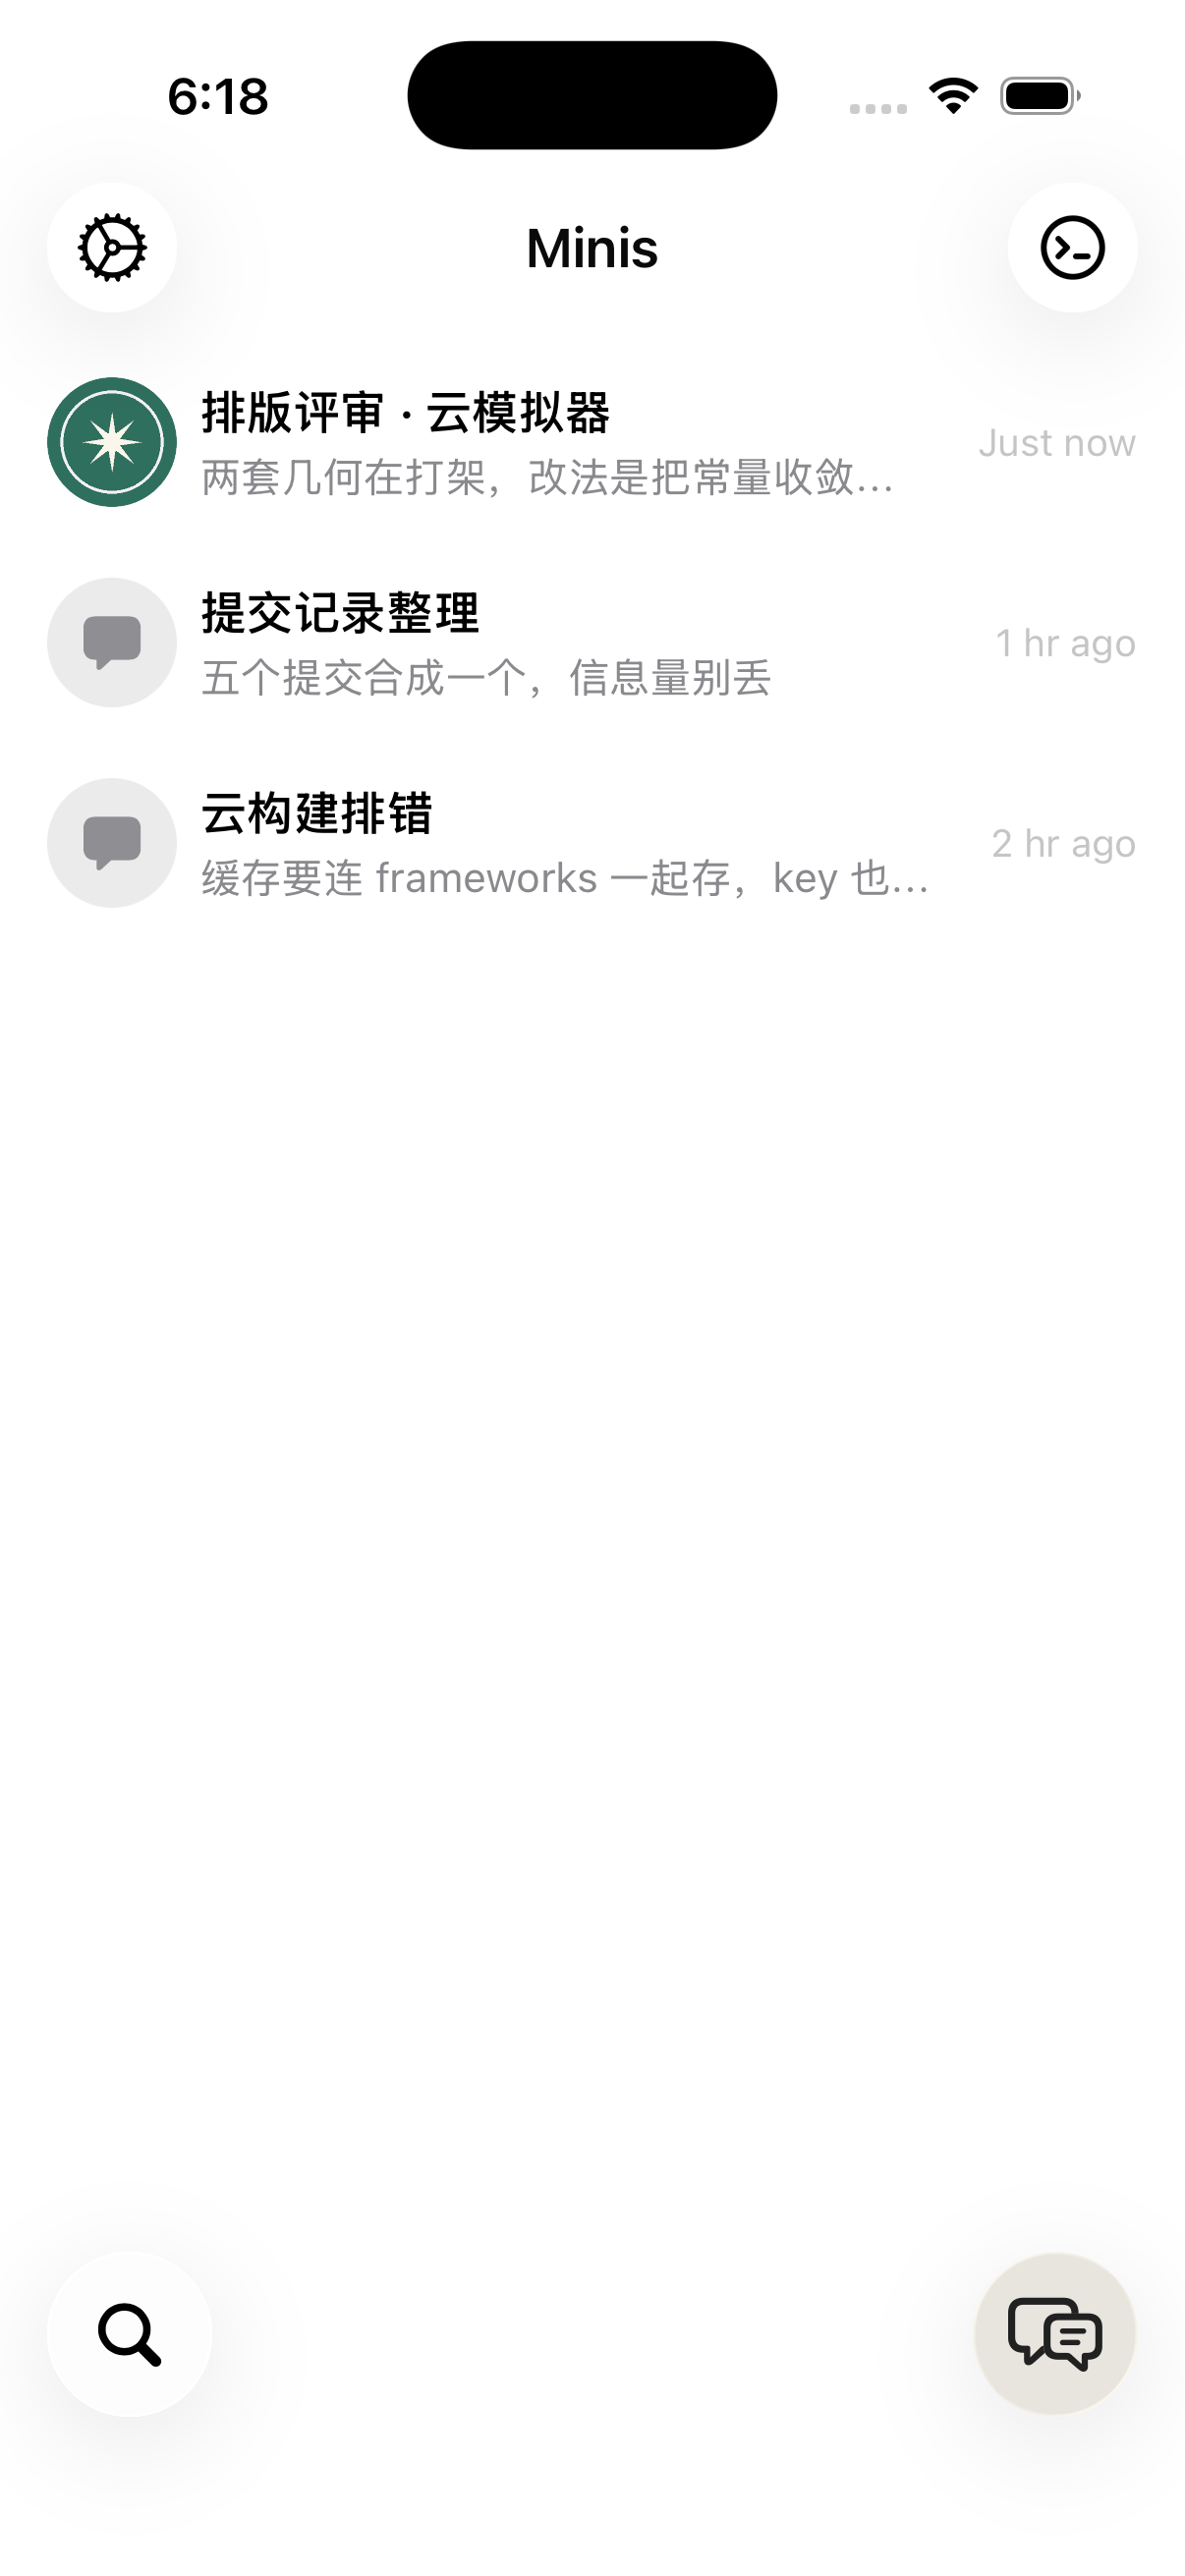 6:18
Minis
排版评审 · 云模拟器
两套几何在打架，改法是把常量收敛...
Just now
提交记录整理
五个提交合成一个，信息量别丢
1 hr ago
云构建排错
缓存要连 frameworks 一起存，key 也...
2 hr ago